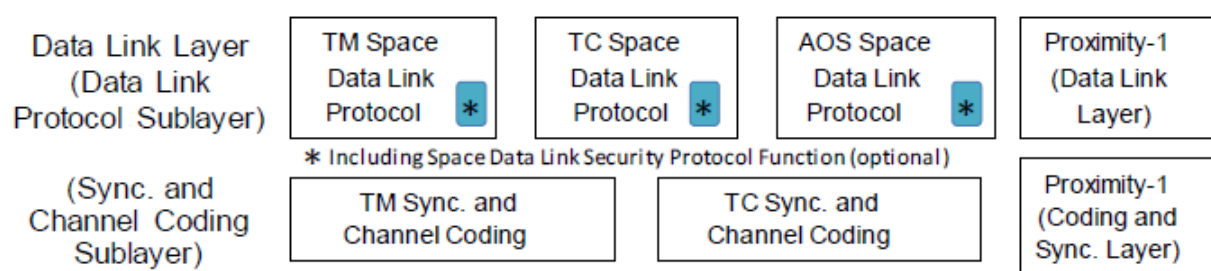 Data Link Layer
(Data Link
Protocol Sublayer)
TM Space
Data Link
Protocol *
TC Space
Data Link
Protocol *
AOS Space
Data Link
Protocol *
Proximity-1
(Data Link
Layer)
* Including Space Data Link Security Protocol Function (optional)
(Sync. and
Channel Coding
Sublayer)
TM Sync. and
Channel Coding
TC Sync. and
Channel Coding
Proximity-1
(Coding and
Sync. Layer)